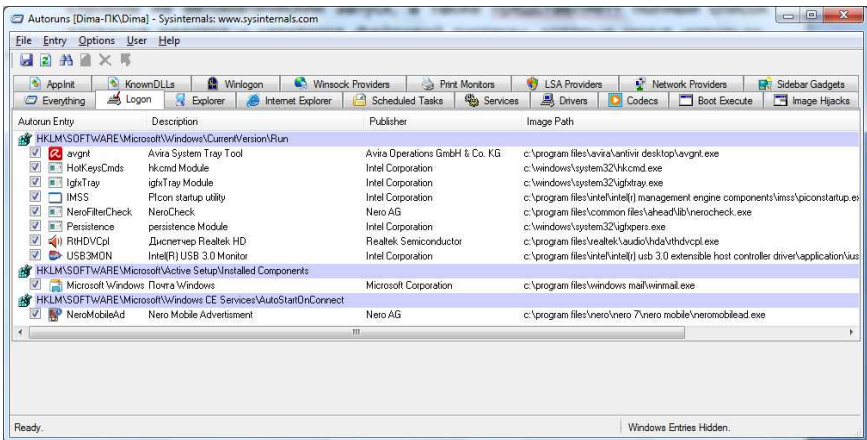 Autoruns [Dima-ПК\Dima] - Sysinternals: www.sysinternals.com
File Entry Options User Help
AppInit KnownDLLs Winlogon Winsock Providers Print Monitors LSA Providers Network Providers Sidebar Gadgets
Everything Logon Explorer Internet Explorer Scheduled Tasks Services Drivers Codecs Boot Execute Image Hijacks
Autorun Entry Description Publisher Image Path
HKLM\SOFTWARE\Microsoft\Windows\CurrentVersion\Run
avgnt Avira System Tray Tool Avira Operations GmbH & Co. KG c:\program files\avira\antivir desktop\avgnt.exe
HotKeysCmds hkcmd Module Intel Corporation c:\windows\system32\hkcmd.exe
IgfxTray igfxTray Module Intel Corporation c:\windows\system32\igfxtray.exe
IMSS PIcon startup utility Intel Corporation c:\program files\intel\intel(r) management engine components\imss\piconstartup.ex
NeroFilterCheck NeroCheck Nero AG c:\program files\common files\ahead\lib\nerocheck.exe
Persistence persistence Module Intel Corporation c:\windows\system32\igfxpers.exe
RtHDVCpl Диспетчер Realtek HD Realtek Semiconductor c:\program files\realtek\audio\hda\rthdvcpl.exe
USB3MON Intel(R) USB 3.0 Monitor Intel Corporation c:\program files\intel\intel(r) usb 3.0 extensible host controller driver\application\ius
HKLM\SOFTWARE\Microsoft\Active Setup\Installed Components
Microsoft Windows Почта Windows Microsoft Corporation c:\program files\windows mail\winmail.exe
HKLM\SOFTWARE\Microsoft\Windows CE Services\AutoStartOnConnect
NeroMobileAd Nero Mobile Advertisment Nero AG c:\program files\nero\nero 7\nero mobile\neromobilead.exe
Ready. Windows Entries Hidden.